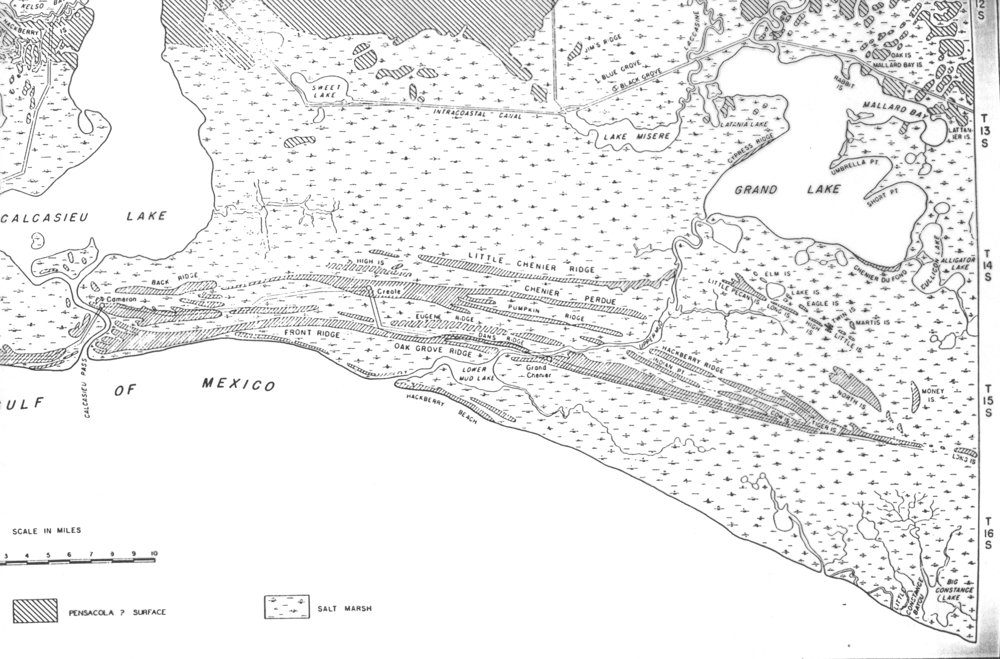 KELSO BA
12
S
HACKBERRY
IS
LACCASINE
JIM'S RIDGE
BLUE GROVE
BLACK GROVE
OAK IS
MALLARD BAY IS
RABBIT
IS
SWEET
LAKE
MALLARD BAY
INTRACOASTAL CANAL
LATANIA LAKE
LATTAN-
IER IS.
T
13
S
LAKE MISERE
CYPRESS RIDGE
UMBRELLA PT.
GRAND LAKE
SHORT PT.
CALCASIEU LAKE
CULLICON LAKE
ALLIGATOR
LAKE
T
14
S
LITTLE CHENIER RIDGE
HIGH IS
BACK RIDGE
CHENIER DU FOND
ELM IS
LITTLE PECAN IS
LAKE IS
Cameron
Creole
CHENIER PERDUE
EAGLE IS
LONG IS
PUMPKIN RIDGE
TWIN IS
EUGENE RIDGE
MARTIS IS
HIGH
IS
UPPER MUD L
LITTLE IS
FRONT RIDGE
DANS RIDGE
OAK GROVE RIDGE
HACKBERRY RIDGE
INDIAN PT
LOWER
MUD LAKE
Grand
Chenier
CALCASIEU PASS
ULF OF MEXICO
HACKBERRY
BEACH
NORTH IS
MONEY
IS.
T
15
S
COW IS
TIGER IS
LONG IS
SCALE IN MILES
3 4 5 6 7 8 9 10
T
16
S
LITTLE
CONSTANCE
BAYOU
BIG
CONSTANCE
LAKE
PENSACOLA ? SURFACE
SALT MARSH